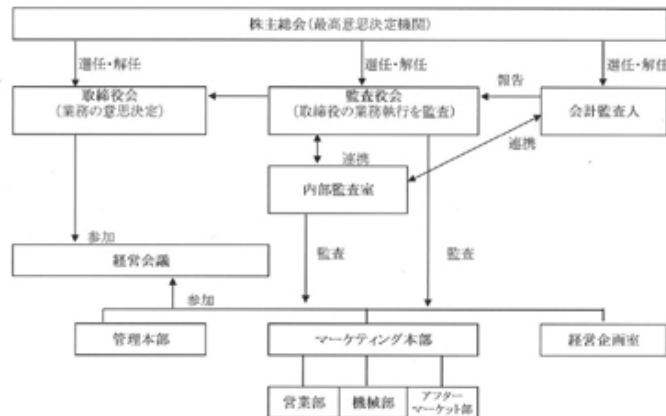 株主総会(最高意思決定機関)
選任・解任
選任・解任
選任・解任
報告
取締役会
(業務の意思決定)
監査役会
(取締役の業務執行を監査)
会計監査人
連携
連携
内部監査室
参加
経営会議
監査
監査
参加
管理本部
マーケティング本部
経営企画室
営業部
機械部
アフター
マーケット部